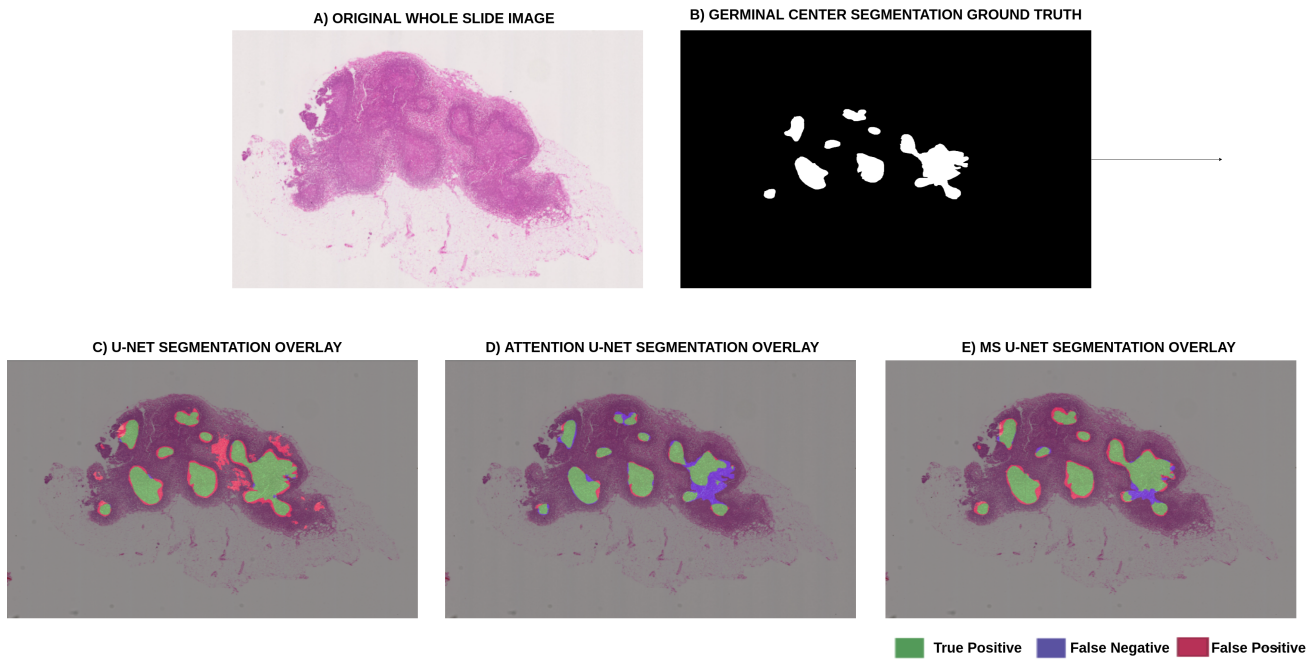 A) ORIGINAL WHOLE SLIDE IMAGE
B) GERMINAL CENTER SEGMENTATION GROUND TRUTH
C) U-NET SEGMENTATION OVERLAY
D) ATTENTION U-NET SEGMENTATION OVERLAY
E) MS U-NET SEGMENTATION OVERLAY
True Positive
False Negative
False Positive